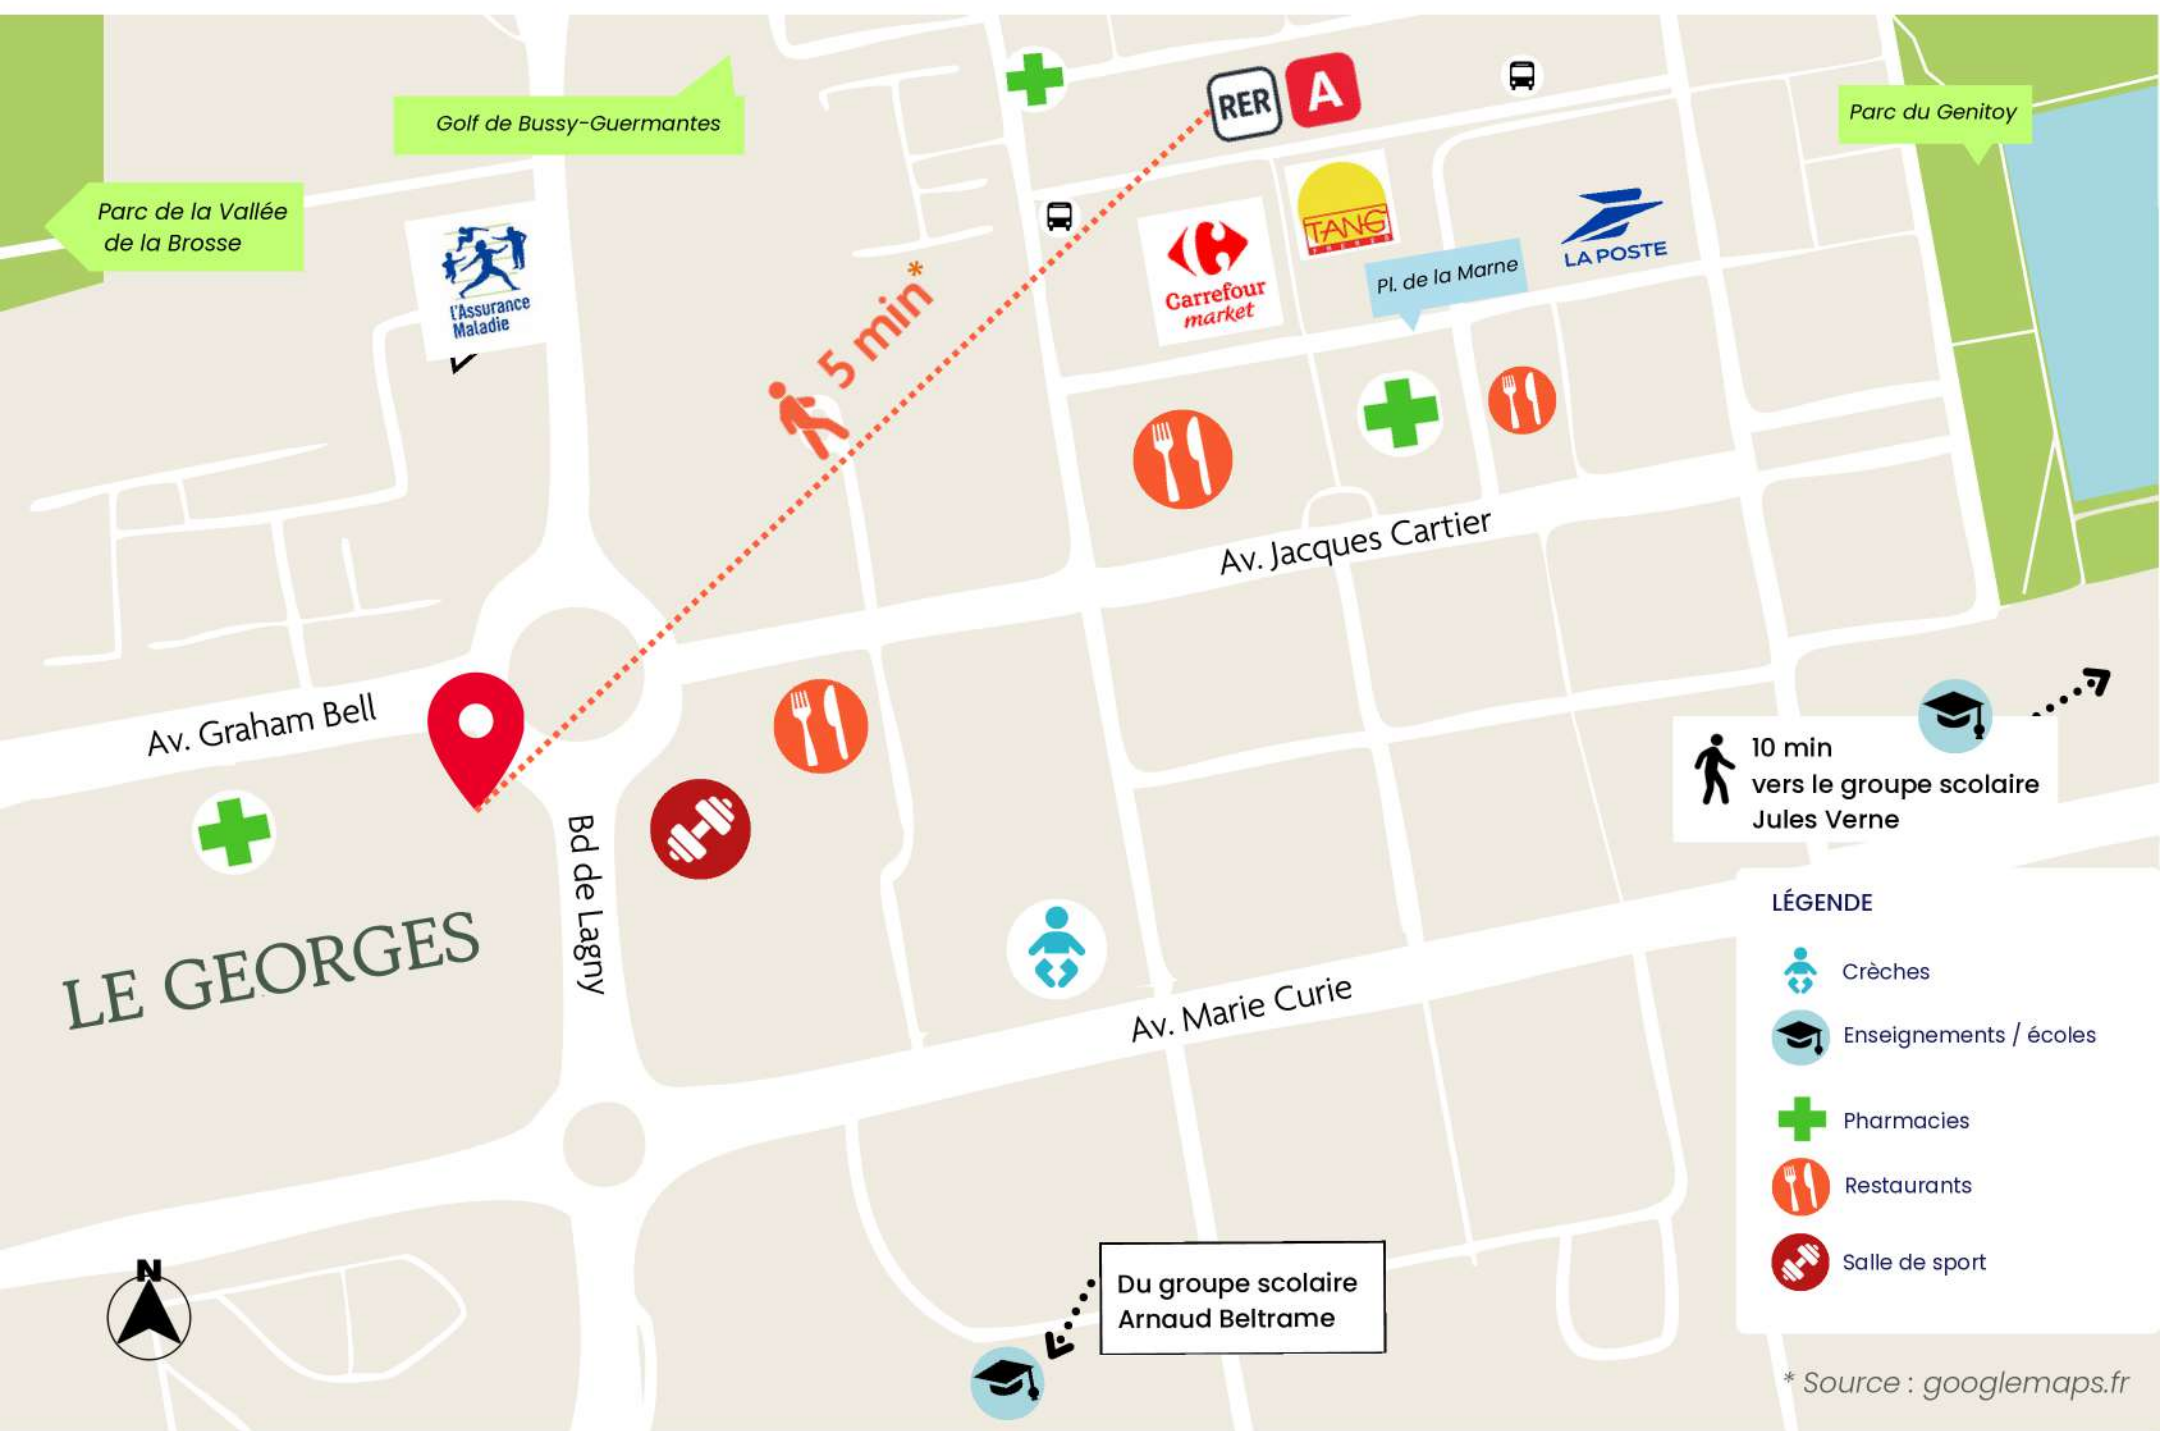 RER A
Golf de Bussy-Guermantes
Parc du Genitoy
Parc de la Vallée
de la Brosse
TANG
FRERES
LA POSTE
l'Assurance
Maladie
Carrefour
market
Pl. de la Marne
5 min *
Av. Jacques Cartier
Av. Graham Bell
10 min
vers le groupe scolaire
Jules Verne
Bd de Lagny
LE GEORGES
Av. Marie Curie
LÉGENDE
Crèches
Enseignements / écoles
Pharmacies
Restaurants
Salle de sport
N
Du groupe scolaire
Arnaud Beltrame
* Source : googlemaps.fr